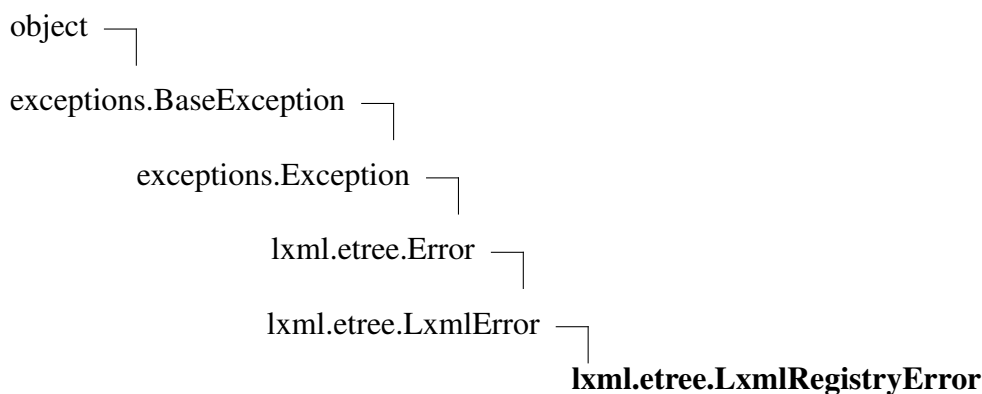 object
exceptions.BaseException
exceptions.Exception
lxml.etree.Error
lxml.etree.LxmlError
lxml.etree.LxmlRegistryError